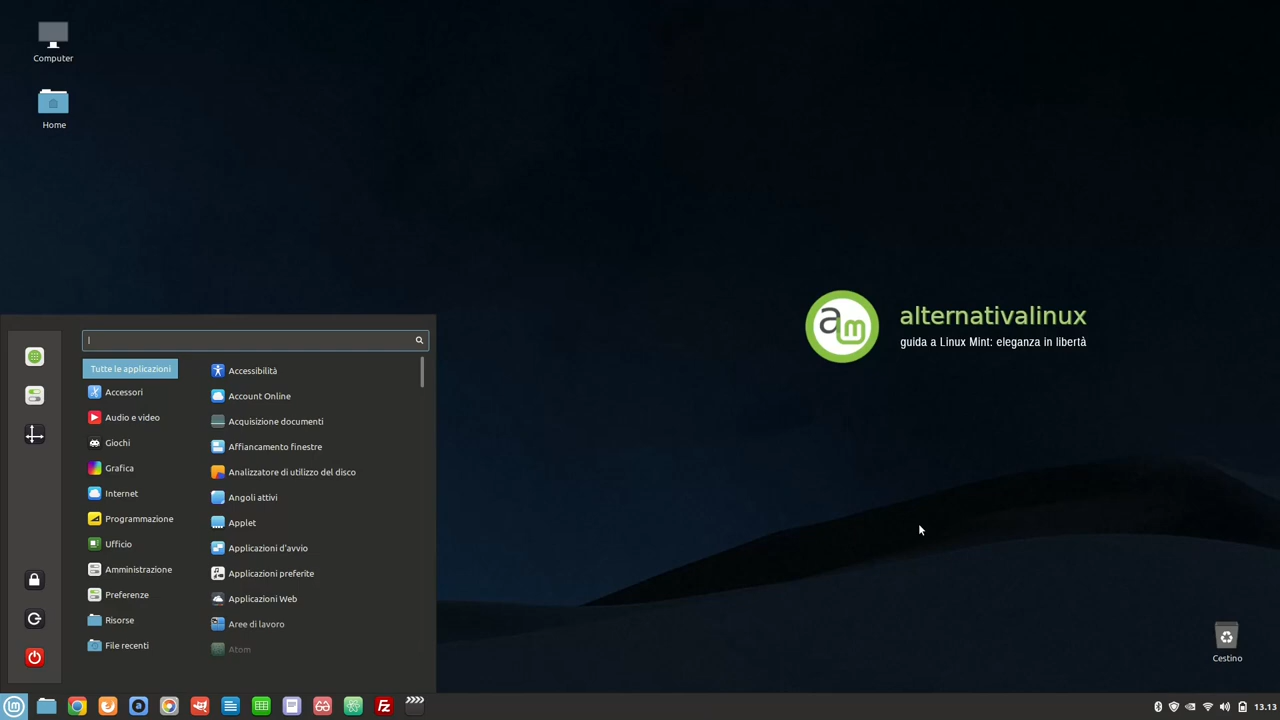 Computer
Home
am
alternativalinux
guida a Linux Mint: eleganza in libertà
Tutte le applicazioni
Accessori
Audio e video
Giochi
Grafica
Internet
Programmazione
Ufficio
Amministrazione
Preferenze
Risorse
File recenti
Accessibilità
Account Online
Acquisizione documenti
Affiancamento finestre
Analizzatore di utilizzo del disco
Angoli attivi
Applet
Applicazioni d'avvio
Applicazioni preferite
Applicazioni Web
Aree di lavoro
Atom
Cestino
13.13